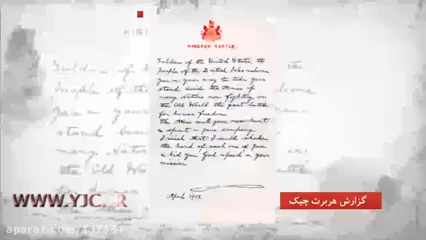 WINDSOR CASTLE
Soldiers of the United States, the
people of the British Isles welcome
you on your way to take your
stand beside the Armies of
many Nations now fighting in
the Old World the great battle
for human freedom.
The Allies will gain new heart
& spirit in your company.
I wish that I could shake
the hand of each one of you
& bid you God speed on your
mission.
April 1918.
گزارش هربرت چیک
WWW.YJC.IR
aparat.com